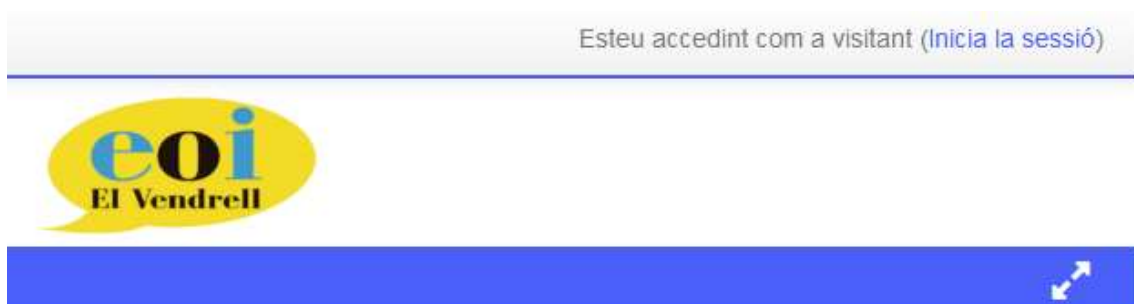 Esteu accedint com a visitant (Inicia la sessió)
eoi
El Vendrell